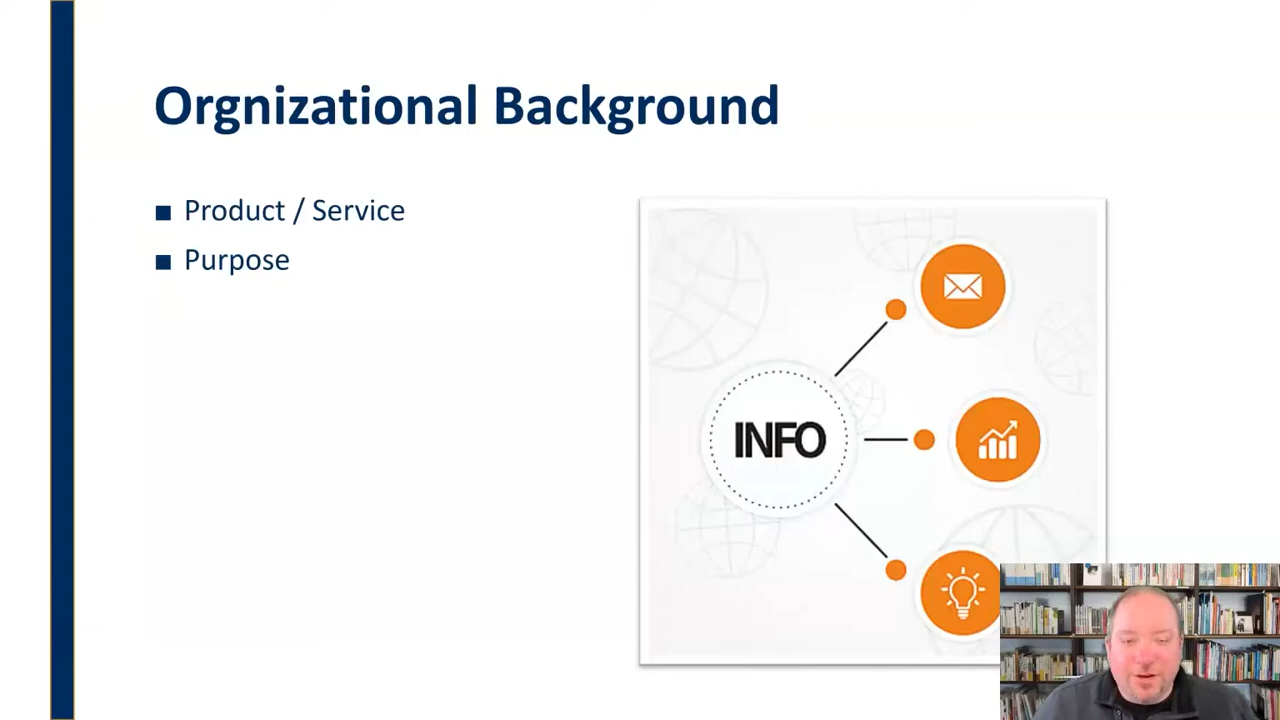 Orgnizational Background
■ Product / Service
■ Purpose
INFO